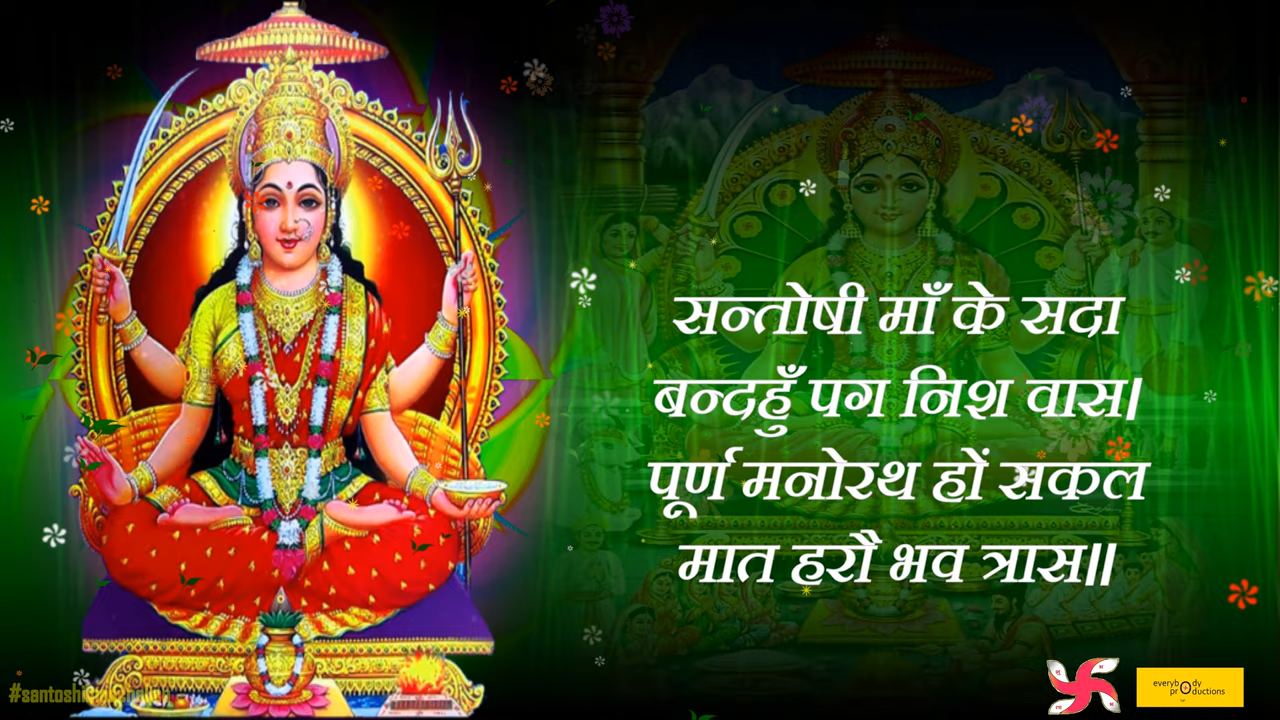 सन्तोषी माँ के सदा
बन्दहुँ पग निश वास।
पूर्ण मनोरथ हों सकल
मात हरौ भव त्रास॥
everybody
productions